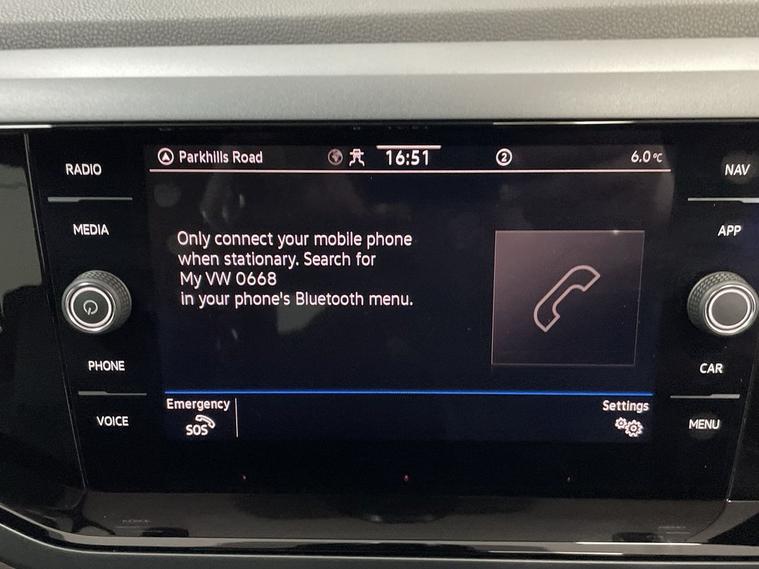 Parkhills Road 16:51 2 6.0°C
RADIO
NAV
MEDIA
APP
Only connect your mobile phone
when stationary. Search for
My VW 0668
in your phone's Bluetooth menu.
PHONE
CAR
VOICE
MENU
Emergency
SOS
Settings